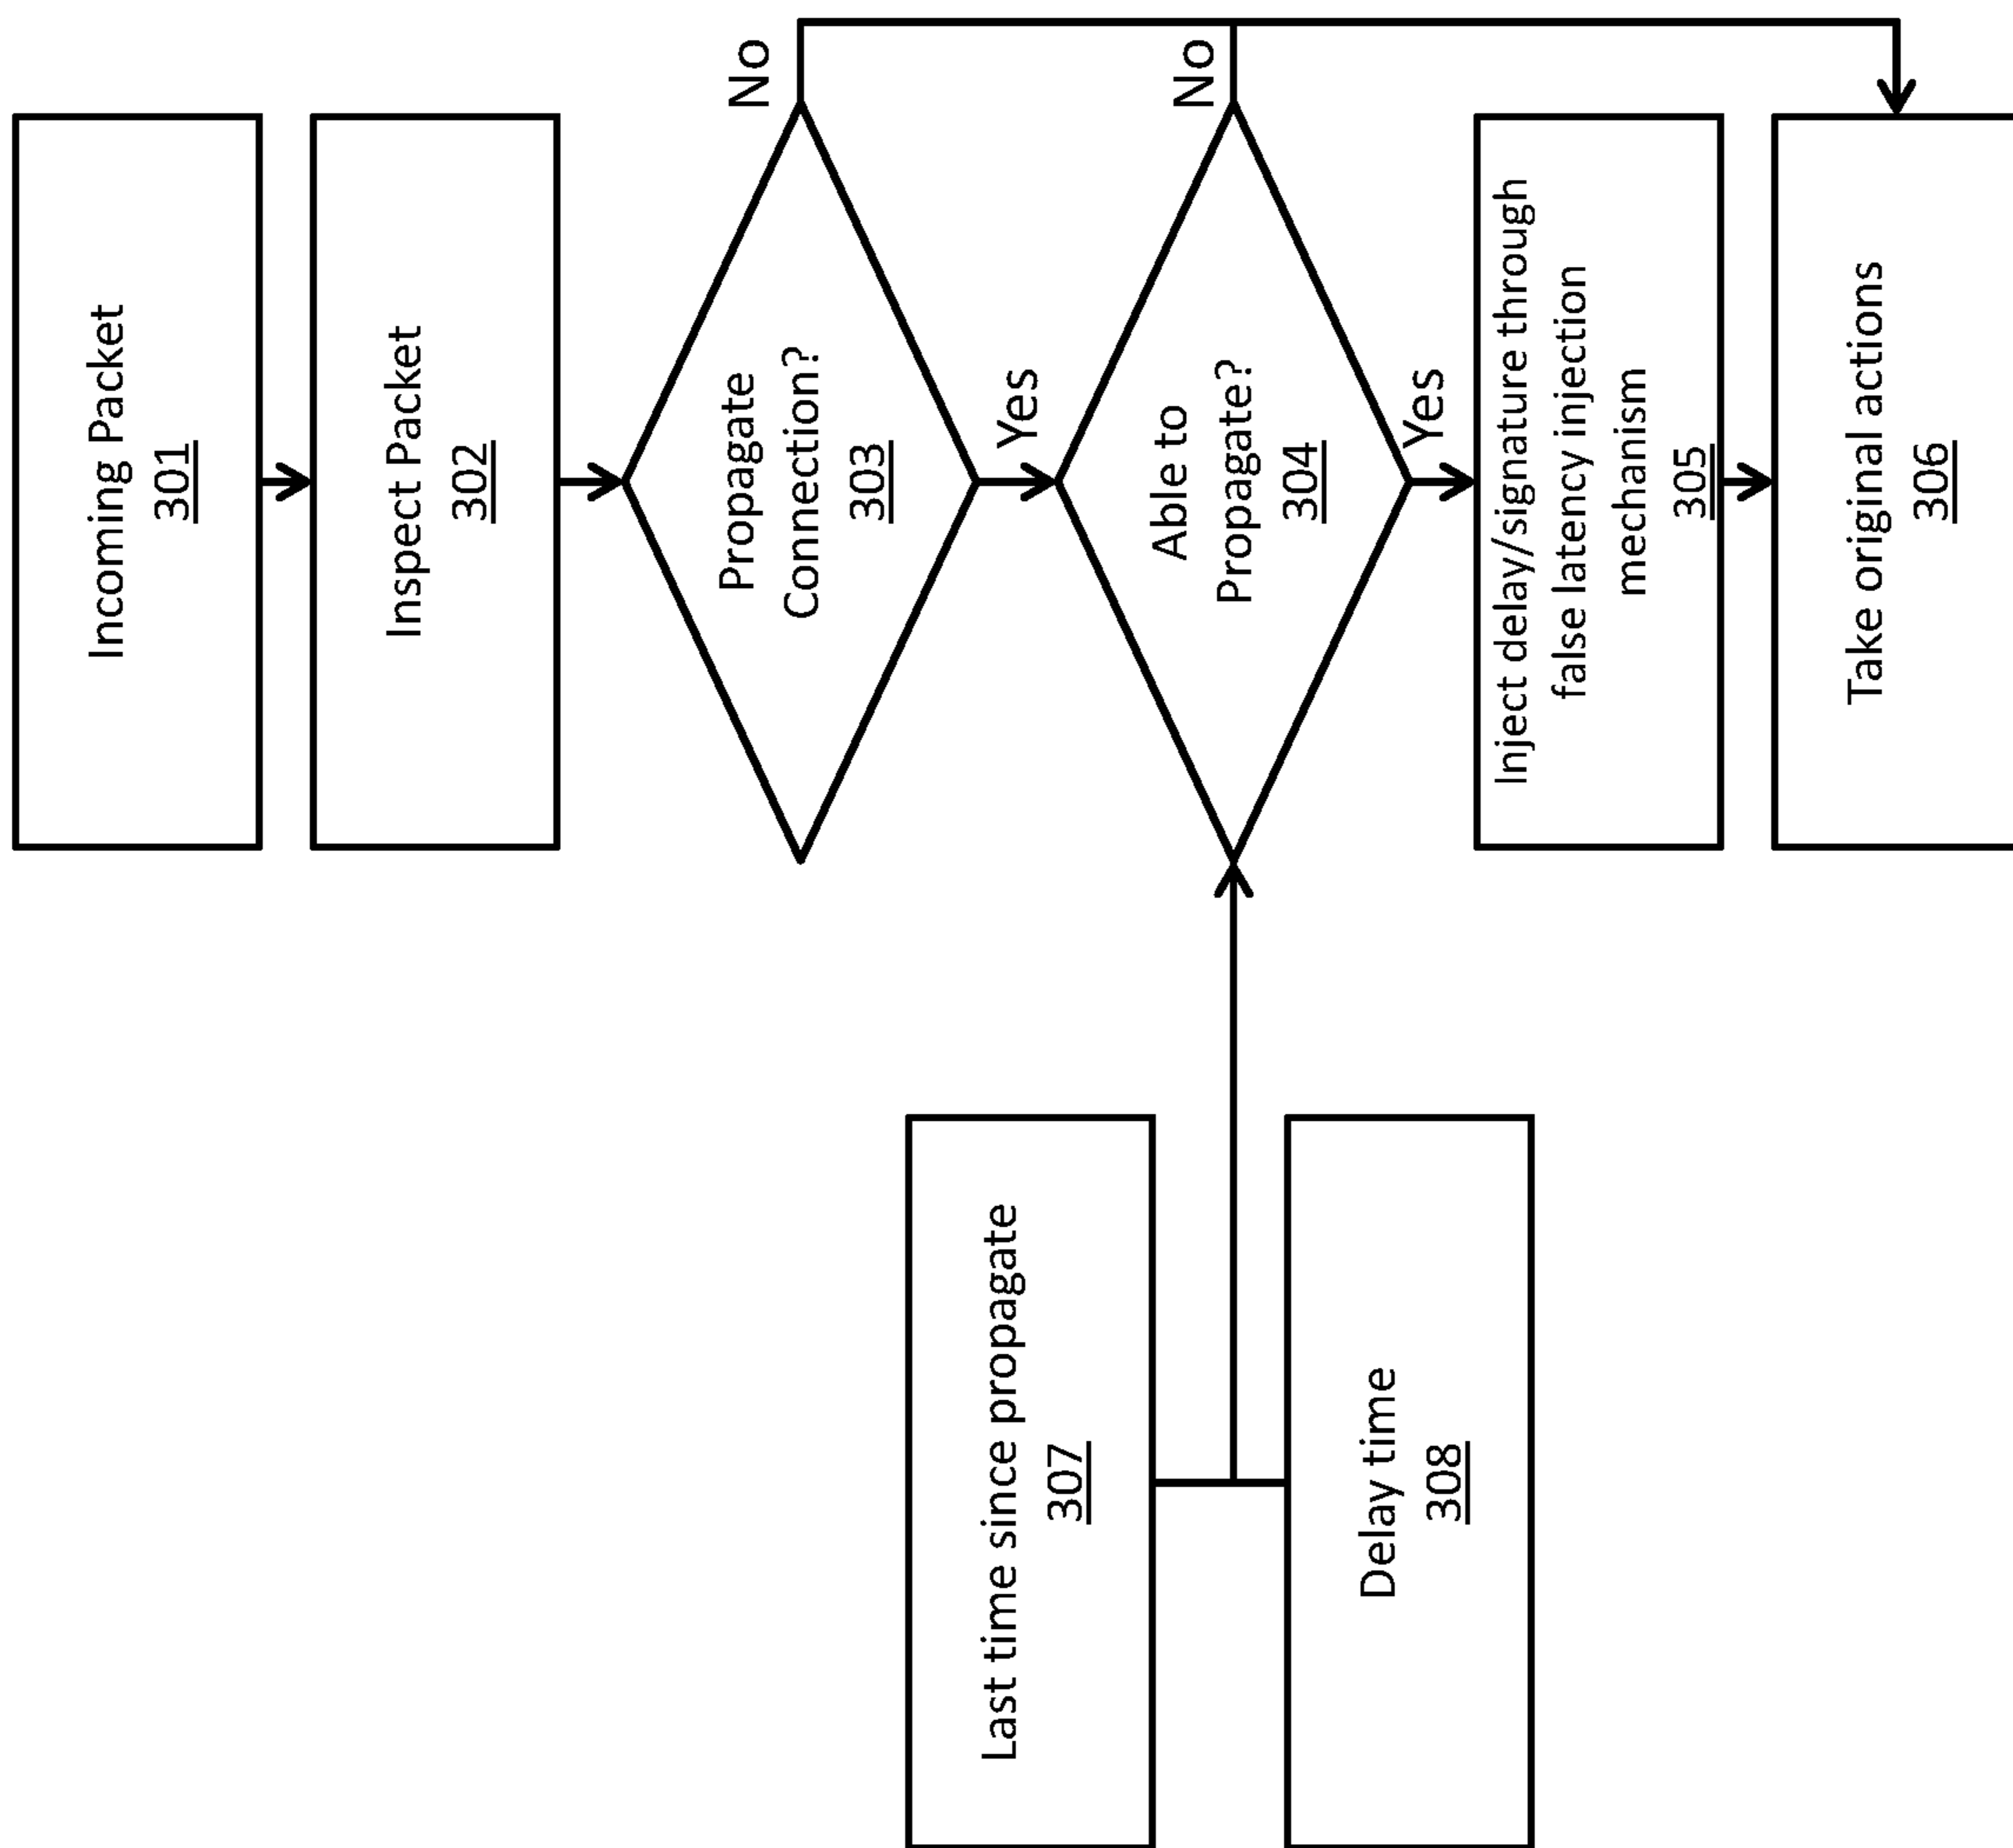 Incoming Packet
301
Inspect Packet
302
Propagate
Connection?
303
No
Yes
Able to
Propagate?
304
No
Yes
Inject delay/signature through
false latency injection
mechanism
305
Take original actions
306
Last time since propagate
307
Delay time
308